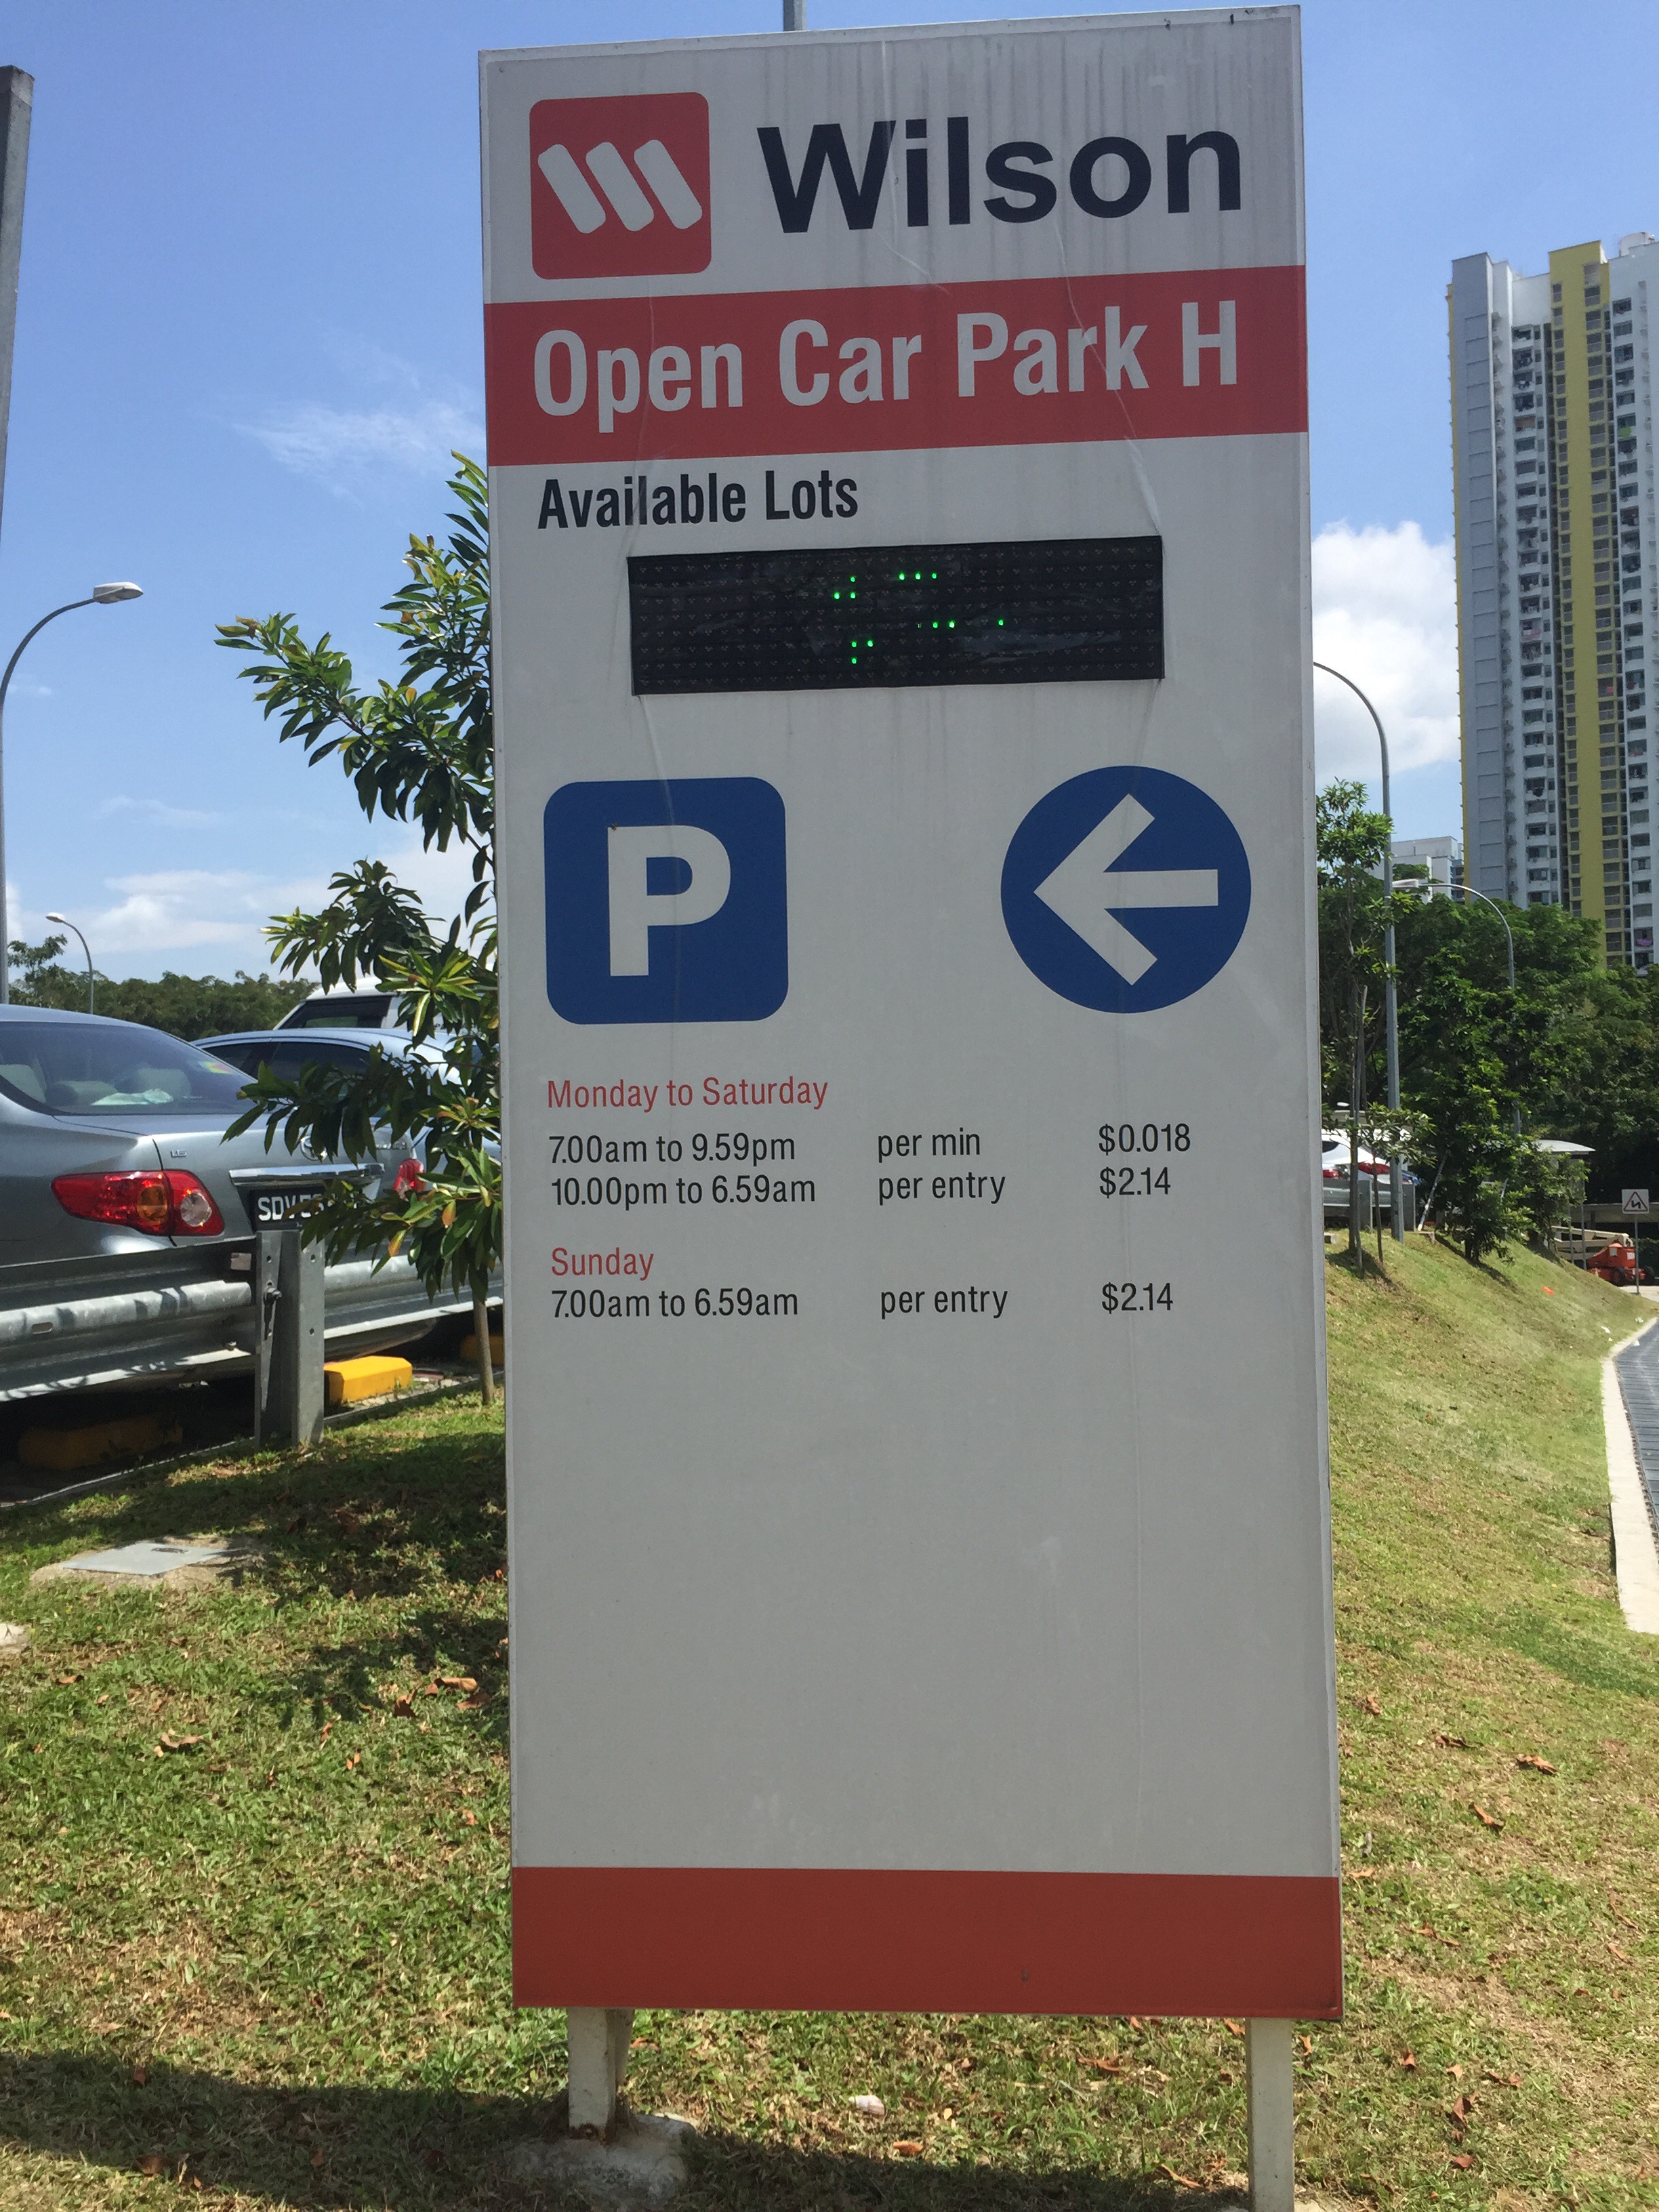 Wilson
Open Car Park H
Available Lots
P
Monday to Saturday
7.00am to 9.59pm per min $0.018
10.00pm to 6.59am per entry $2.14
Sunday
7.00am to 6.59am per entry $2.14